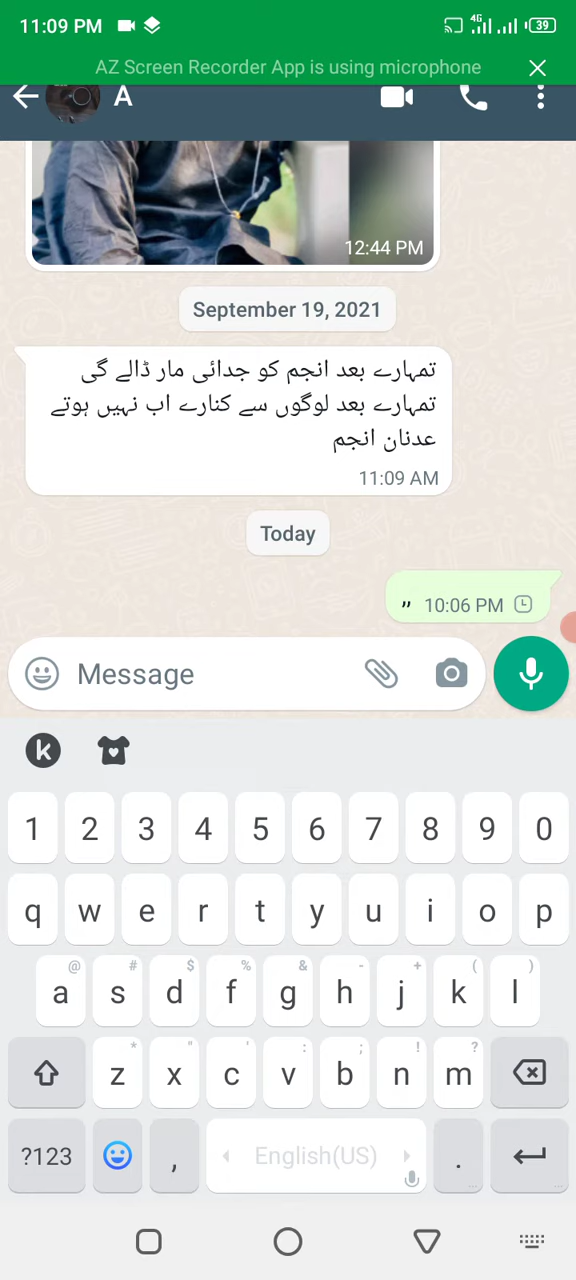 11:09 PM
4G
39
AZ Screen Recorder App is using microphone
A
12:44 PM
September 19, 2021
تمہارے بعد انجم کو جدائی مار ڈالے گی
تمہارے بعد لوگوں سے کنارے اب نہیں ہوتے
عدنان انجم
11:09 AM
Today
,, 10:06 PM
Message
k
1 2 3 4 5 6 7 8 9 0
q w e r t y u i o p
@ # $ % & - + ( )
a s d f g h j k l
* " ' : ; ! ?
z x c v b n m
?123 , English(US) .